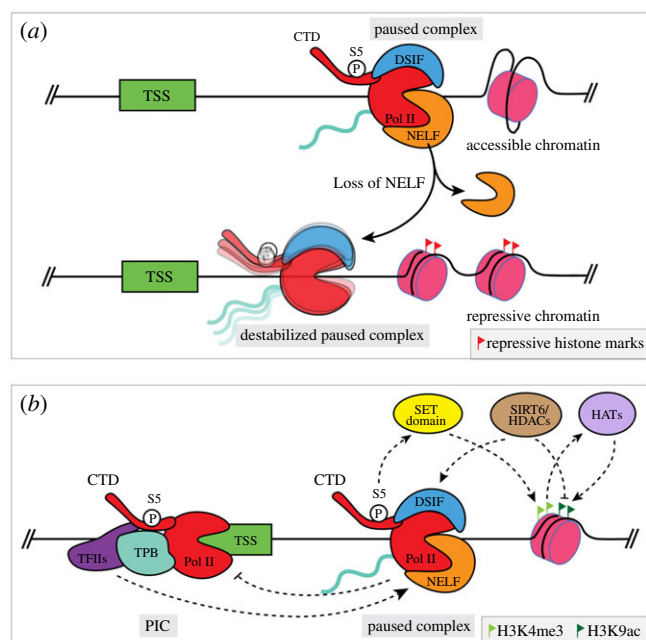 (a)
paused complex
CTD
S5
P
DSIF
TSS
Pol II
NELF
accessible chromatin
Loss of NELF
P
TSS
repressive chromatin
destabilized paused complex
repressive histone marks
(b)
SET
domain
SIRT6/
HDACs
HATs
CTD
S5
P
CTD
S5
P
DSIF
TFIIs
TPB
Pol II
TSS
Pol II
NELF
PIC
paused complex
H3K4me3
H3K9ac